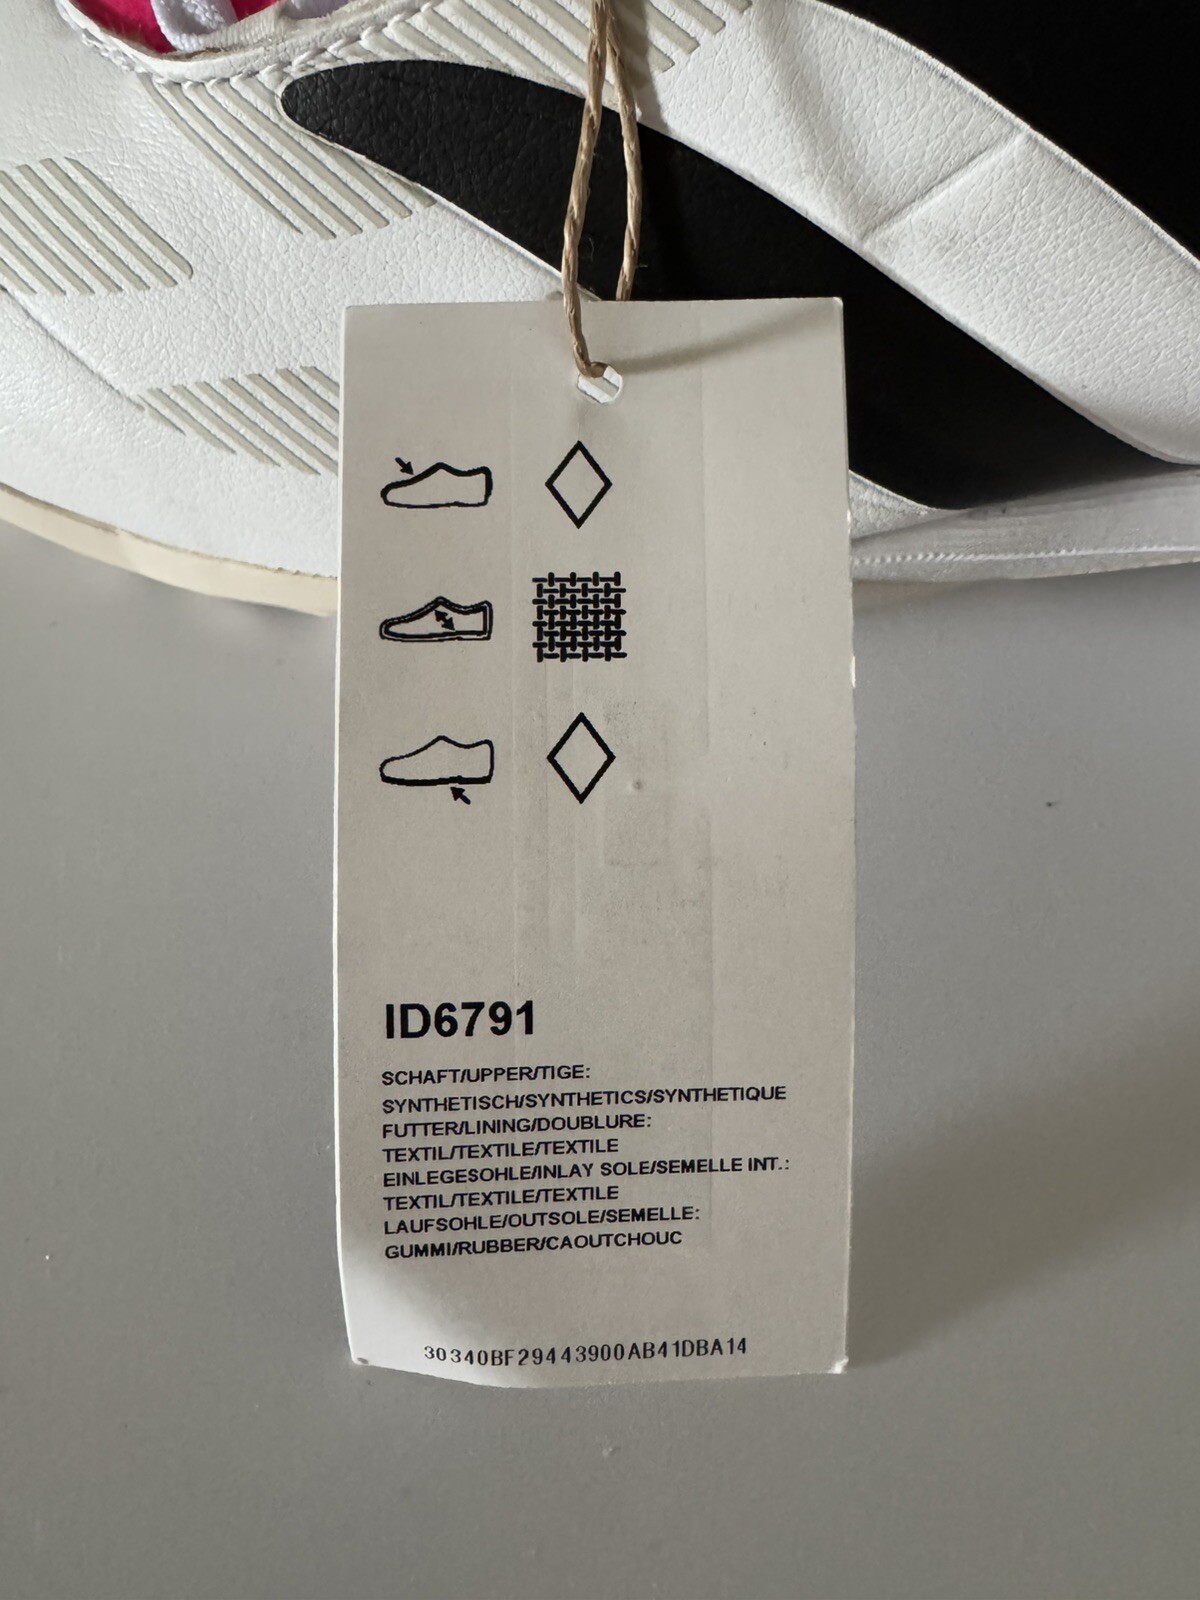 ID6791
SCHAFT/UPPER/TIGE:
SYNTHETISCH/SYNTHETICS/SYNTHETIQUE
FUTTER/LINING/DOUBLURE:
TEXTIL/TEXTILE/TEXTILE
EINLEGESOHLE/INLAY SOLE/SEMELLE INT.:
TEXTIL/TEXTILE/TEXTILE
LAUFSOHLE/OUTSOLE/SEMELLE:
GUMMI/RUBBER/CAOUTCHOUC
30340BF29443900AB41DBA14